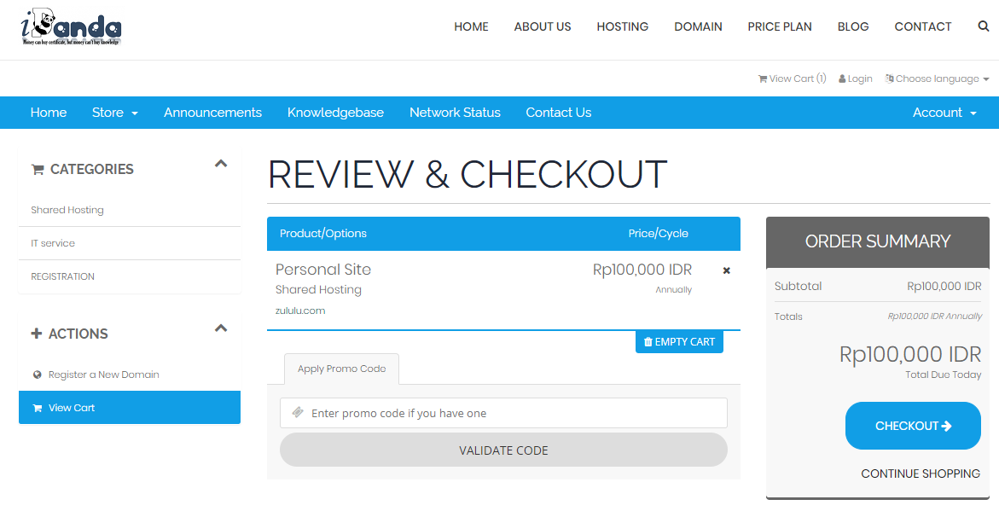 iPanda
Money can buy certificate, but money can't buy knowledge
HOME ABOUT US HOSTING DOMAIN PRICE PLAN BLOG CONTACT
View Cart (1) Login Choose language
Home Store Announcements Knowledgebase Network Status Contact Us Account
CATEGORIES
Shared Hosting
IT service
REGISTRATION
ACTIONS
Register a New Domain
View Cart
REVIEW & CHECKOUT
Product/Options Price/Cycle
Personal Site Rp100,000 IDR
Shared Hosting Annually
zululu.com
EMPTY CART
Apply Promo Code
Enter promo code if you have one
VALIDATE CODE
ORDER SUMMARY
Subtotal Rp100,000 IDR
Totals Rp100,000 IDR Annually
Rp100,000 IDR
Total Due Today
CHECKOUT
CONTINUE SHOPPING